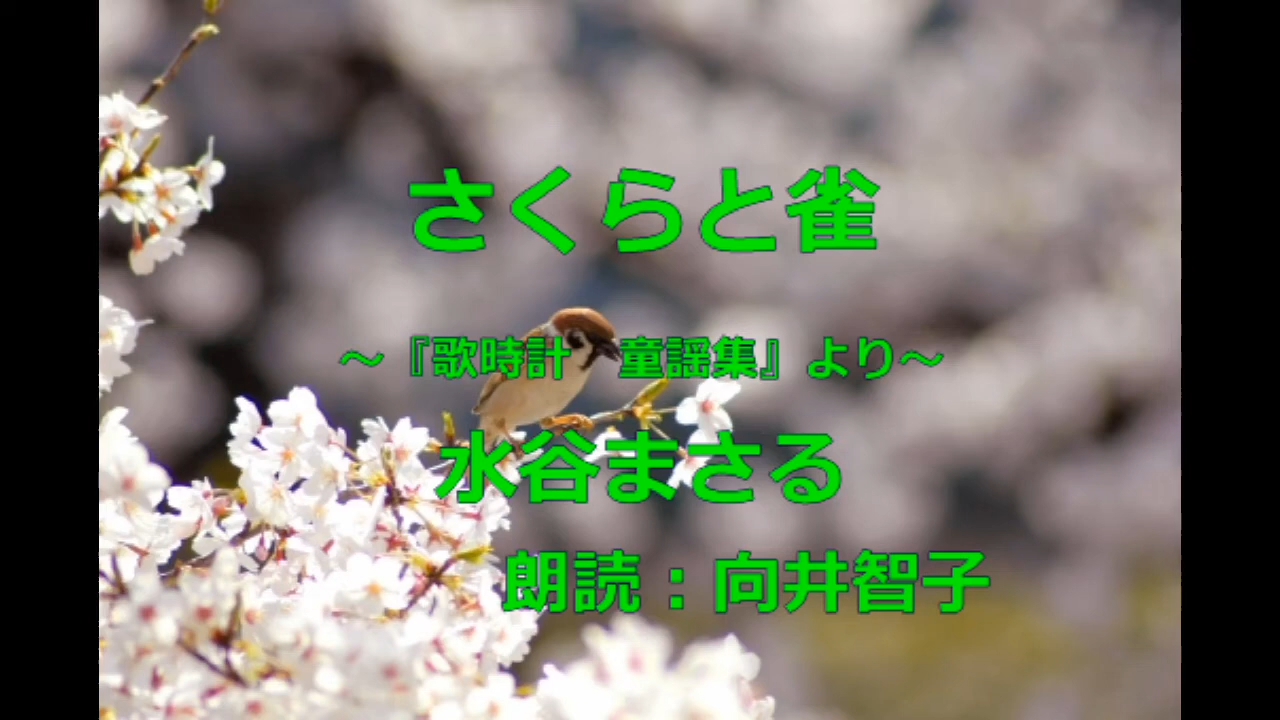 さくらと雀
～『歌時計　童謡集』より～
水谷まさる
朗読：向井智子